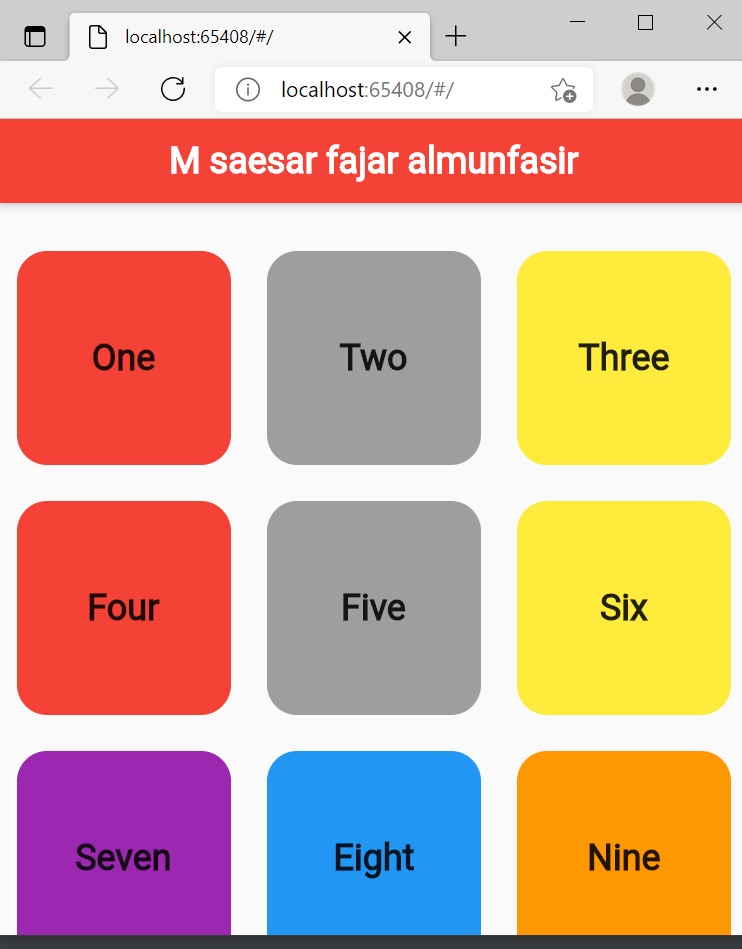 localhost:65408/#/
localhost:65408/#/
M saesar fajar almunfasir
One
Two
Three
Four
Five
Six
Seven
Eight
Nine